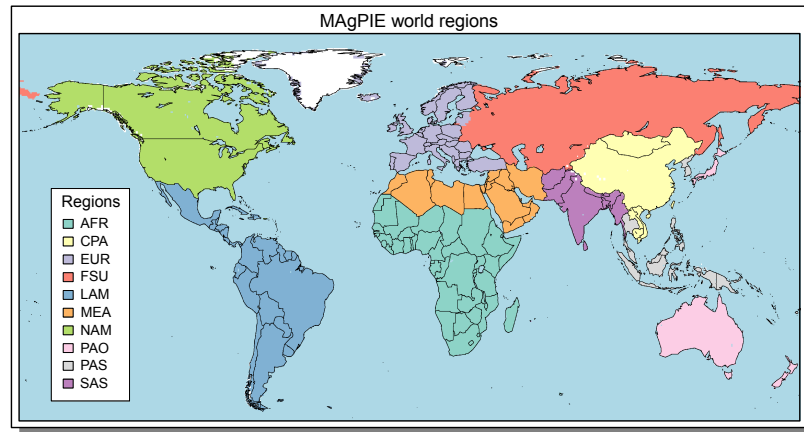 MAgPIE world regions
Regions
AFR
CPA
EUR
FSU
LAM
MEA
NAM
PAO
PAS
SAS